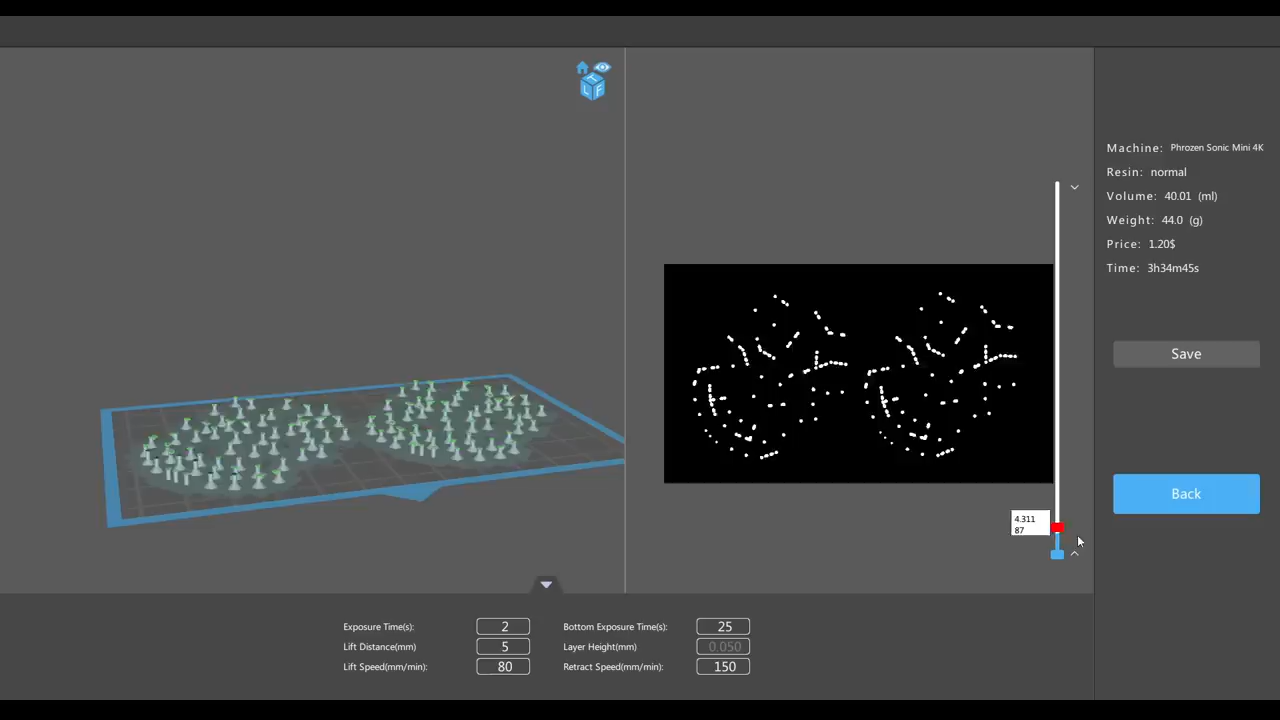 T
L F
Machine: Phrozen Sonic Mini 4K
Resin: normal
Volume: 40.01 (ml)
Weight: 44.0 (g)
Price: 1.20$
Time: 3h34m45s
Save
4.311
87
Back
Exposure Time(s): 2 Bottom Exposure Time(s): 25
Lift Distance(mm) 5 Layer Height(mm) 0.050
Lift Speed(mm/min): 80 Retract Speed(mm/min): 150